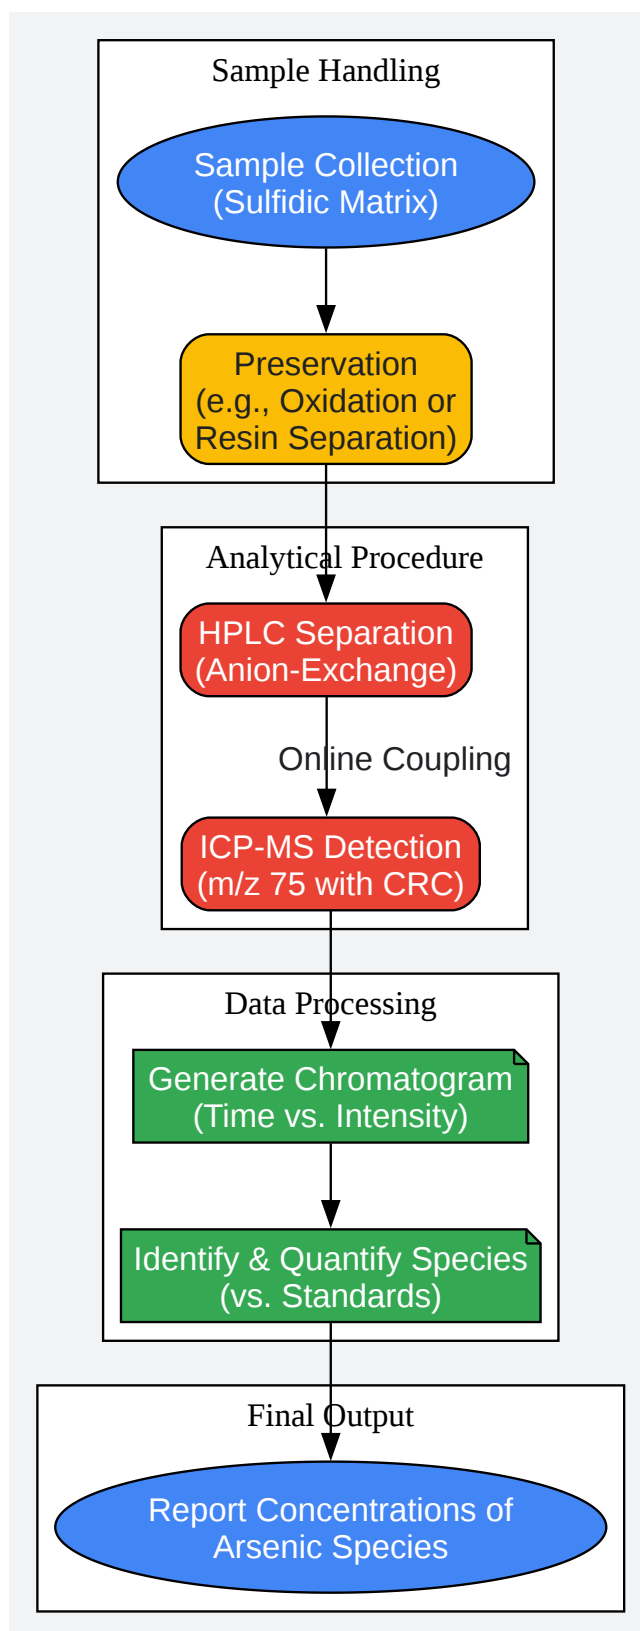 Sample Handling
Sample Collection
(Sulfidic Matrix)
Preservation
(e.g., Oxidation or
Resin Separation)
Analytical Procedure
HPLC Separation
(Anion-Exchange)
Online Coupling
ICP-MS Detection
(m/z 75 with CRC)
Data Processing
Generate Chromatogram
(Time vs. Intensity)
Identify & Quantify Species
(vs. Standards)
Final Output
Report Concentrations of
Arsenic Species